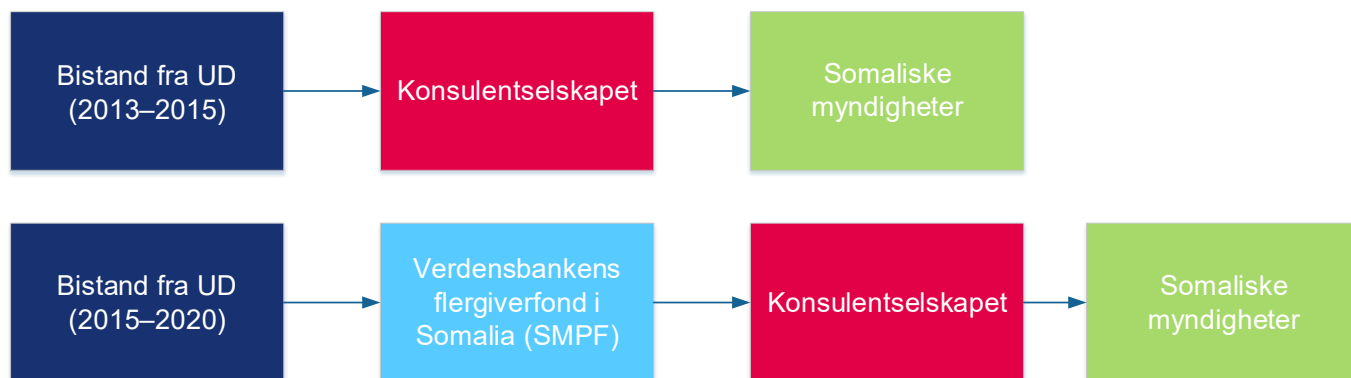 Bistand fra UD
(2013–2015)
Konsulentselskapet
Somaliske
myndigheter
Bistand fra UD
(2015–2020)
Verdensbankens
flergiverfond i
Somalia (SMPF)
Konsulentselskapet
Somaliske
myndigheter